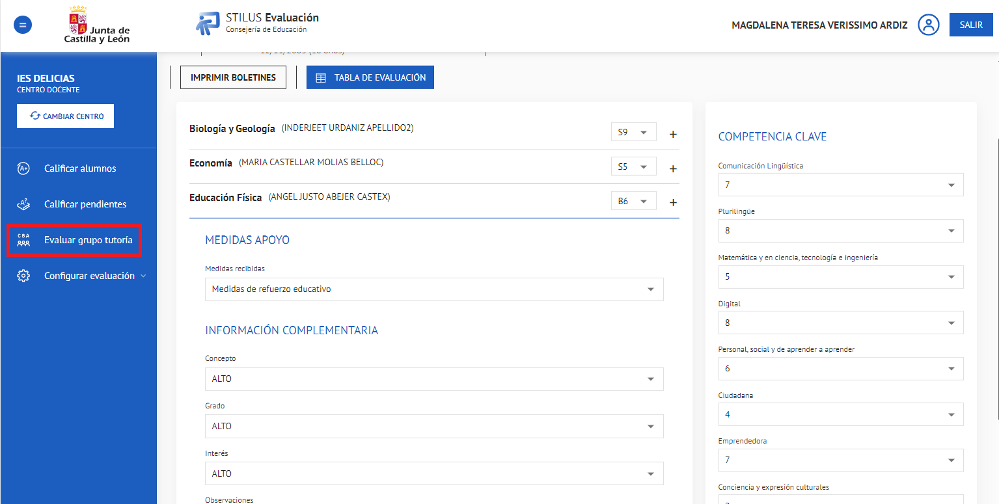 Junta de
Castilla y León
STILUS Evaluación
Consejería de Educación
MAGDALENA TERESA VERISSIMO ARDIZ
SALIR
IES DELICIAS
CENTRO DOCENTE
CAMBIAR CENTRO
Calificar alumnos
Calificar pendientes
Evaluar grupo tutoría
Configurar evaluación
IMPRIMIR BOLETINES
TABLA DE EVALUACIÓN
Biología y Geología (INDERJEET URDANIZ APELLIDO2)
S9
Economía (MARIA CASTELLAR MOLIAS BELLOC)
S5
Educación Física (ANGEL JUSTO ABEJER CASTEX)
B6
MEDIDAS APOYO
Medidas recibidas
Medidas de refuerzo educativo
INFORMACIÓN COMPLEMENTARIA
Concepto
ALTO
Grado
ALTO
Interés
ALTO
Observaciones
COMPETENCIA CLAVE
Comunicación Lingüística
7
Plurilingüe
8
Matemática y en ciencia, tecnología e ingeniería
5
Digital
8
Personal, social y de aprender a aprender
6
Ciudadana
4
Emprendedora
7
Conciencia y expresión culturales